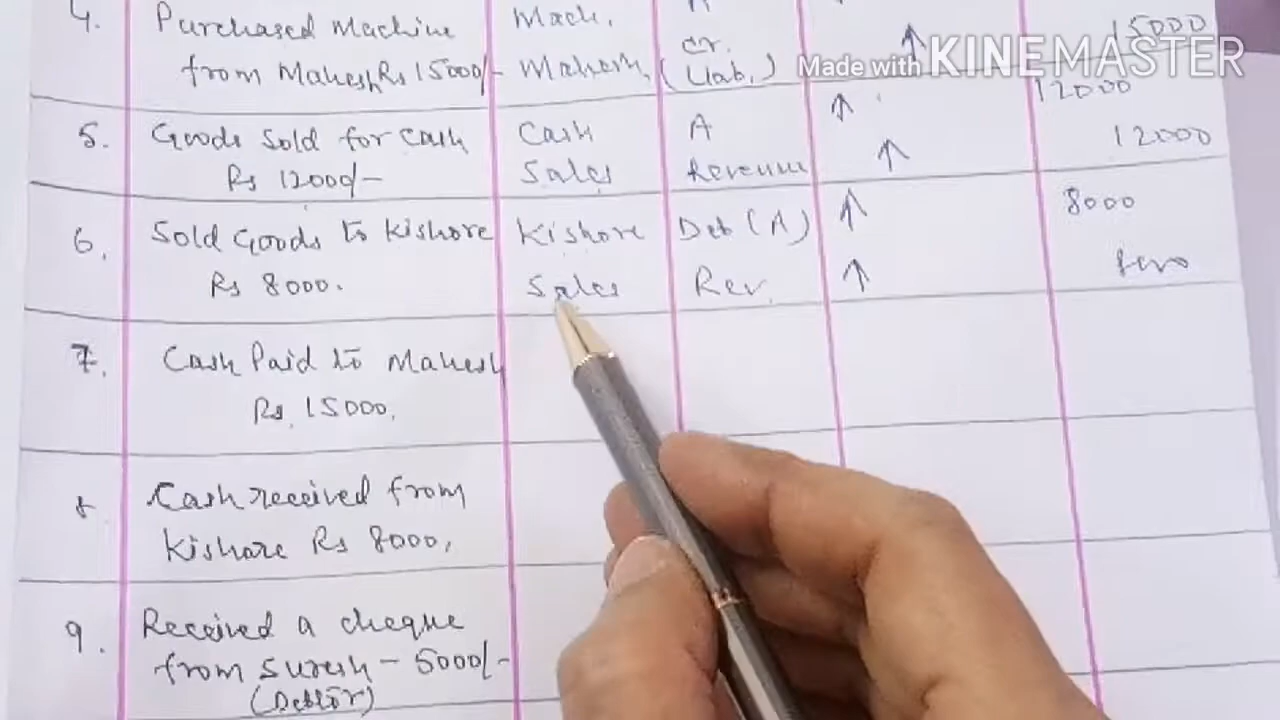 4. Purchased Machine Mach. A
from Mahesh Rs 15000/- Mahesh. cr. (Liab.) ↑ 15000
Made with KINEMASTER
5. Goods Sold for Cash Cash A ↑ 12000
Rs 12000/- Sales Revenue ↑ 12000
6. Sold Goods to Kishore Kishore Deb (A) ↑ 8000
Rs 8000. Sales Rev. ↑
7. Cash Paid to Mahesh
Rs. 15000.
8. Cash received from
Kishore Rs 8000.
9. Received a cheque
from Suresh - 5000/-
(Debtor)